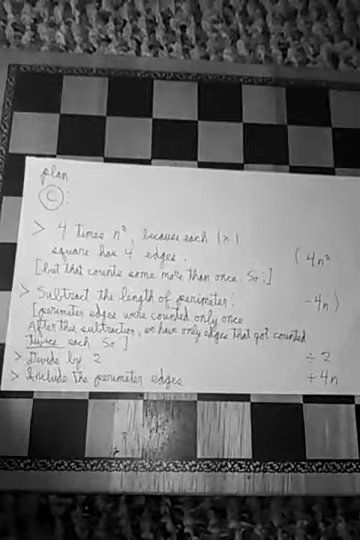 plan
C
> 4 times n², because each 1×1
square has 4 edges. ( 4n²
[but that counts some more than once. So.]
> Subtract the length of perimeter. -4n )
[perimeter edges were counted only once
After this subtraction, we have only edges that got counted
twice each So ]
> Divide by 2 ÷ 2
> Include the perimeter edges +4n